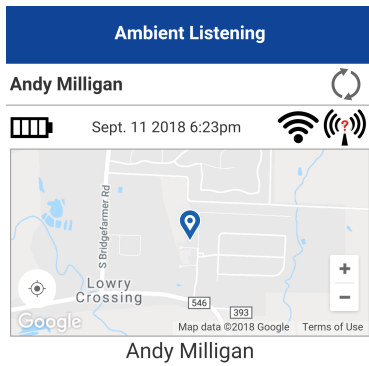 Ambient Listening
Andy Milligan
Sept. 11 2018 6:23pm
?
S Bridgefarmer Rd
Lowry
Crossing
546
393
+
−
Google
Map data ©2018 Google Terms of Use
Andy Milligan